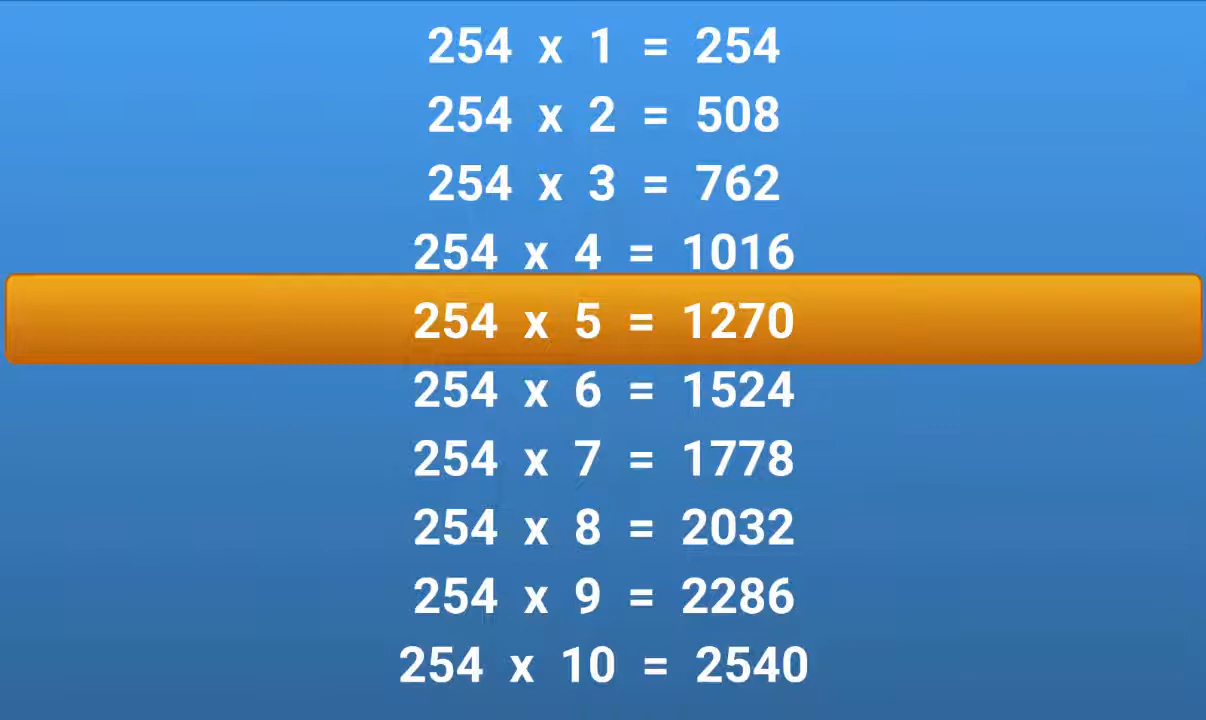 254 x 1 = 254
254 x 2 = 508
254 x 3 = 762
254 x 4 = 1016
254 x 5 = 1270
254 x 6 = 1524
254 x 7 = 1778
254 x 8 = 2032
254 x 9 = 2286
254 x 10 = 2540